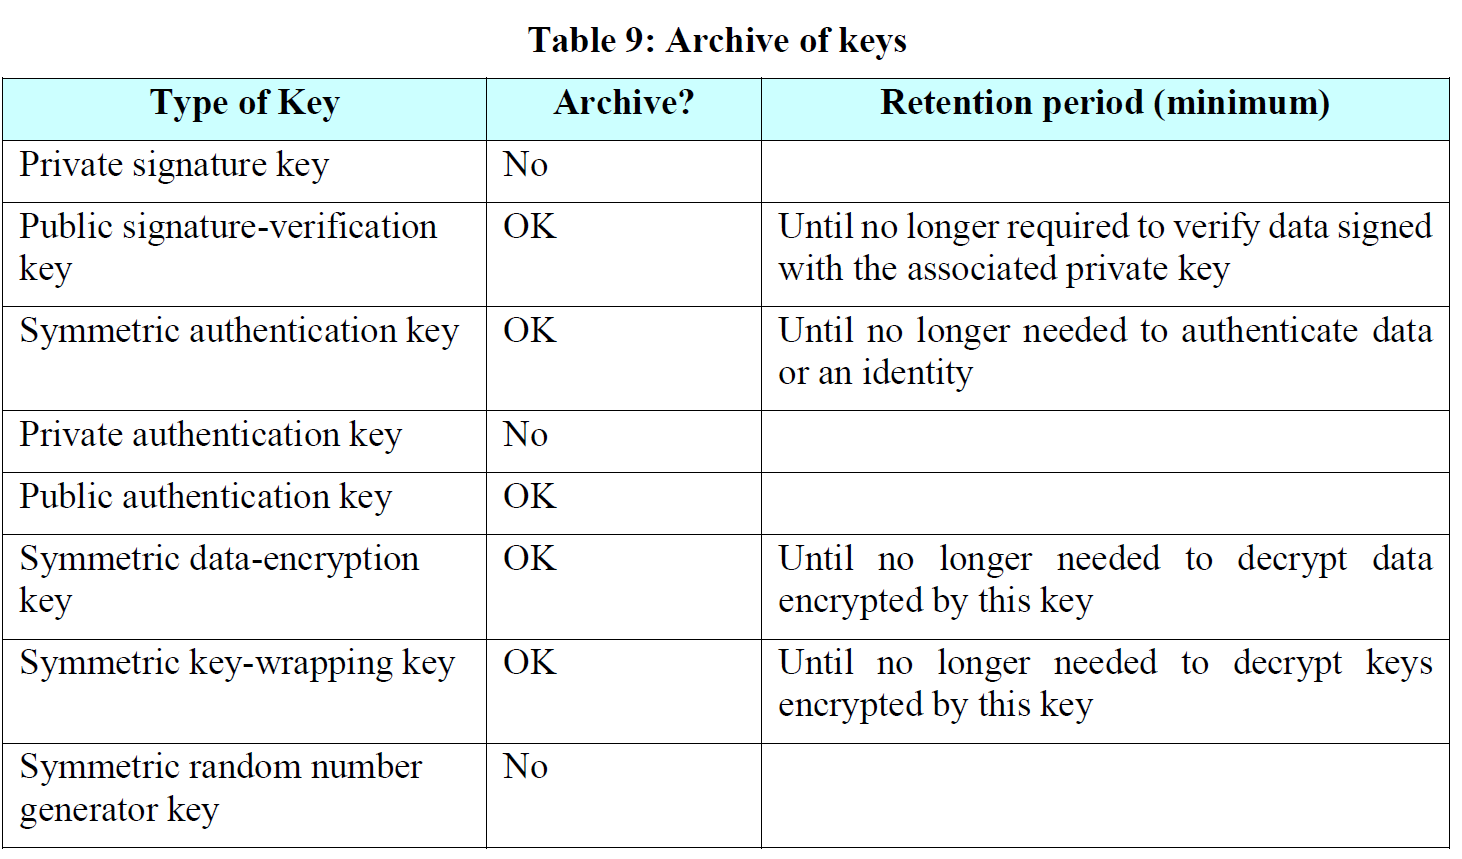 Table 9: Archive of keys
Type of Key Archive? Retention period (minimum)
Private signature key No
Public signature-verification OK Until no longer required to verify data signed
key with the associated private key
Symmetric authentication key OK Until no longer needed to authenticate data
or an identity
Private authentication key No
Public authentication key OK
Symmetric data-encryption OK Until no longer needed to decrypt data
key encrypted by this key
Symmetric key-wrapping key OK Until no longer needed to decrypt keys
encrypted by this key
Symmetric random number No
generator key